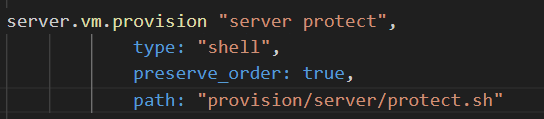 server.vm.provision "server protect",
type: "shell",
preserve_order: true,
path: "provision/server/protect.sh"